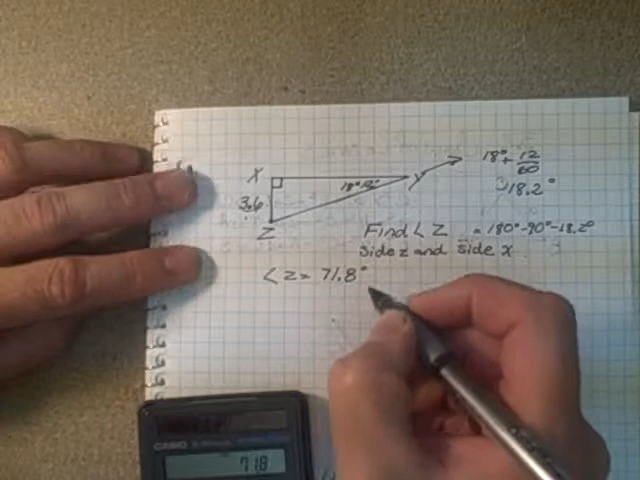 X
Y
18°12'
18° + 12/60
18.2°
3.6
Z
Find ∠ Z = 180° - 90° - 18.2°
side z and side x
∠ Z = 71.8°
CASIO
71.8